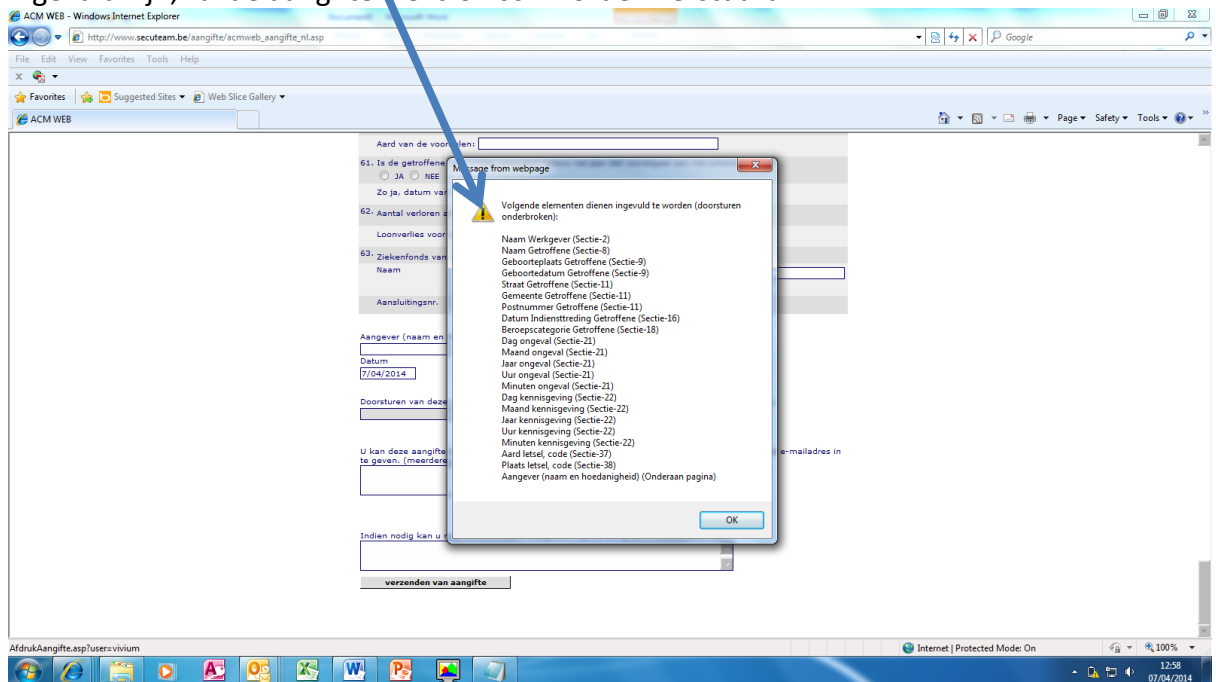 ACM WEB - Windows Internet Explorer
http://www.secuteam.be/aangifte/acmweb_aangifte_nl.asp
Google
File Edit View Favorites Tools Help
x
Favorites Suggested Sites Web Slice Gallery
ACM WEB
Page Safety Tools
Aard van de
61. Is de getroffene
JA NEE
Zo ja, datum
62. Aantal verloren
Loonverlies voor
63. Ziekenfonds van
Naam
Aansluitingsnr.
Aangever (naam en
Datum
7/04/2014
Doorsturen van deze
U kan deze aangifte
e-mailadres in
te geven. (meerdere
Indien nodig kan u
verzenden van aangifte
Message from webpage
Volgende elementen dienen ingevuld te worden (doorsturen
onderbroken):
Naam Werkgever (Sectie-2)
Naam Getroffene (Sectie-8)
Geboorteplaats Getroffene (Sectie-9)
Geboortedatum Getroffene (Sectie-9)
Straat Getroffene (Sectie-11)
Gemeente Getroffene (Sectie-11)
Postnummer Getroffene (Sectie-11)
Datum Indiensttreding Getroffene (Sectie-16)
Beroepscategorie Getroffene (Sectie-18)
Dag ongeval (Sectie-21)
Maand ongeval (Sectie-21)
Jaar ongeval (Sectie-21)
Uur ongeval (Sectie-21)
Minuten ongeval (Sectie-21)
Dag kennisgeving (Sectie-22)
Maand kennisgeving (Sectie-22)
Jaar kennisgeving (Sectie-22)
Uur kennisgeving (Sectie-22)
Minuten kennisgeving (Sectie-22)
Aard letsel, code (Sectie-37)
Plaats letsel, code (Sectie-38)
Aangever (naam en hoedanigheid) (Onderaan pagina)
OK
AfdrukAangifte.asp?user=vivium
Internet | Protected Mode: On
100%
12:58
07/04/2014